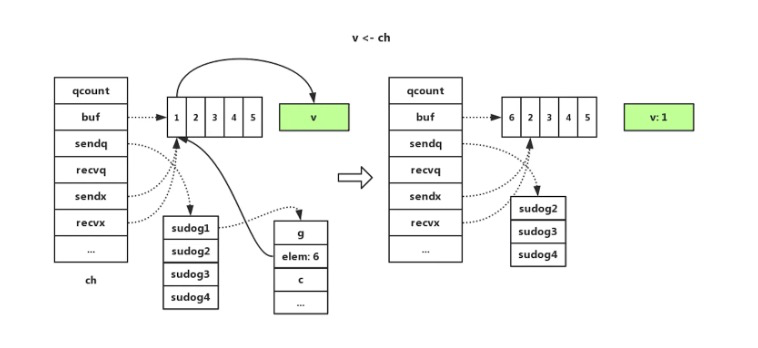 v <- ch
qcount
buf
sendq
recvq
sendx
recvx
...
ch
1 2 3 4 5
v
sudog1
sudog2
sudog3
sudog4
g
elem: 6
c
...
qcount
buf
sendq
recvq
sendx
recvx
...
6 2 3 4 5
v: 1
sudog2
sudog3
sudog4